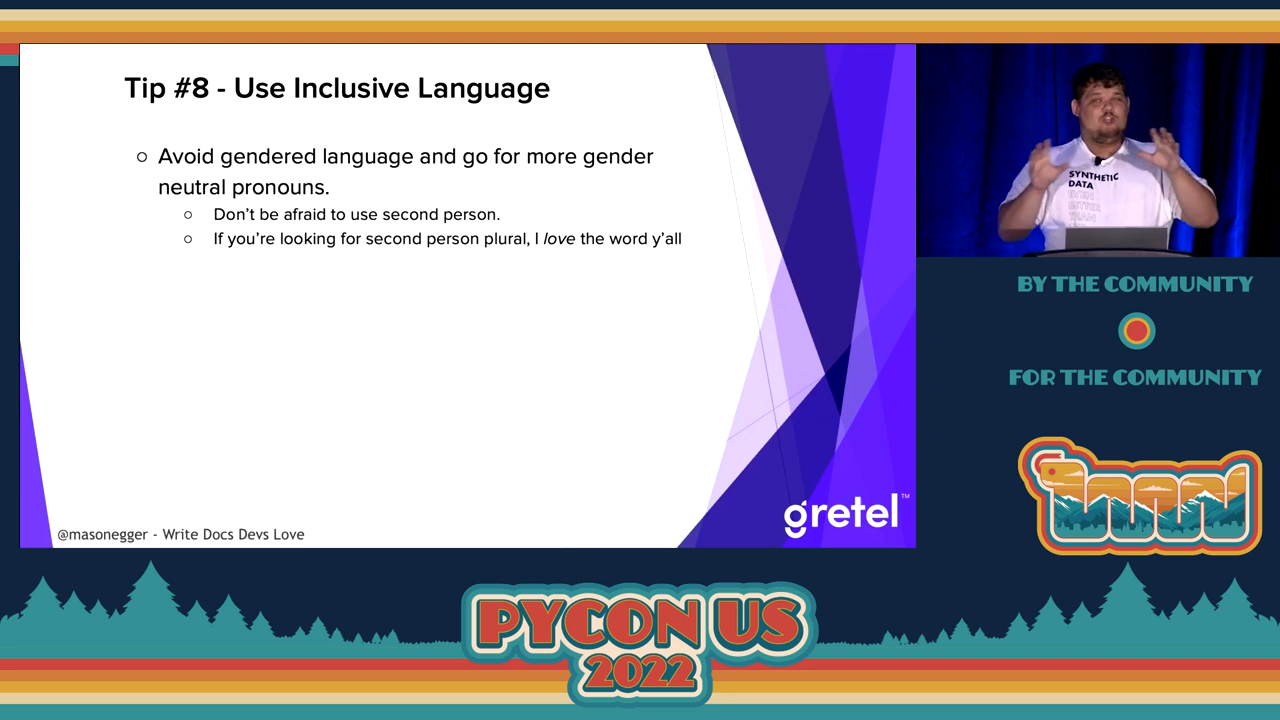 Tip #8 - Use Inclusive Language
○ Avoid gendered language and go for more gender
neutral pronouns.
○ Don’t be afraid to use second person.
○ If you’re looking for second person plural, I love the word y’all
@masonegger - Write Docs Devs Love
gretel™
SYNTHETIC
DATA
BY THE COMMUNITY
FOR THE COMMUNITY
PYCON US
2022